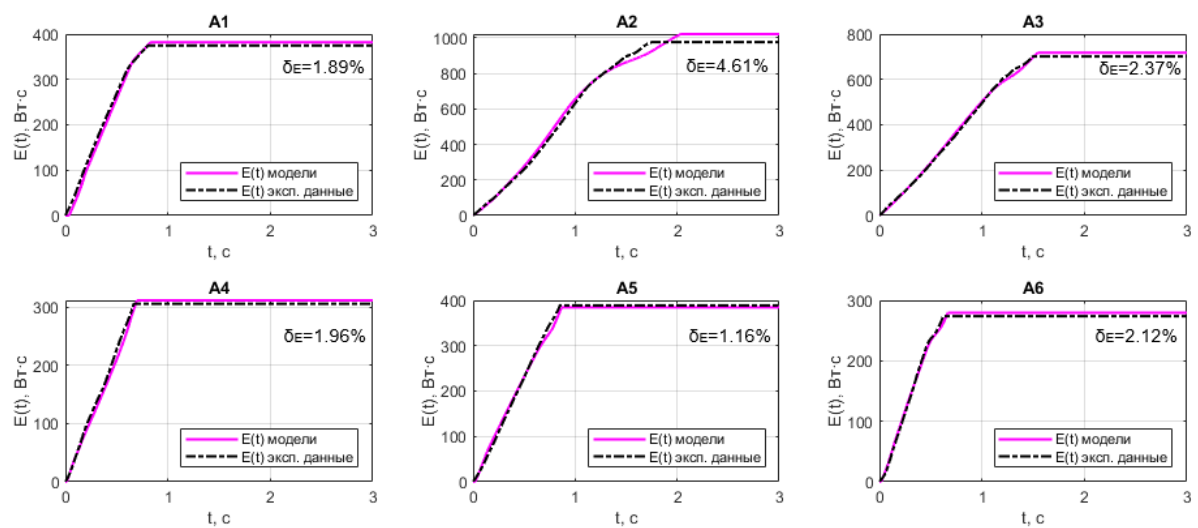 A1
400
300
200
100
0
E(t), Вт·с
δE=1.89%
E(t) модели
E(t) эксп. данные
0 1 2 3
t, с
A2
1000
800
600
400
200
0
E(t), Вт·с
δE=4.61%
E(t) модели
E(t) эксп. данные
0 1 2 3
t, с
A3
800
600
400
200
0
E(t), Вт·с
δE=2.37%
E(t) модели
E(t) эксп. данные
0 1 2 3
t, с
A4
300
200
100
0
E(t), Вт·с
δE=1.96%
E(t) модели
E(t) эксп. данные
0 1 2 3
t, с
A5
400
300
200
100
0
E(t), Вт·с
δE=1.16%
E(t) модели
E(t) эксп. данные
0 1 2 3
t, с
A6
300
200
100
0
E(t), Вт·с
δE=2.12%
E(t) модели
E(t) эксп. данные
0 1 2 3
t, с